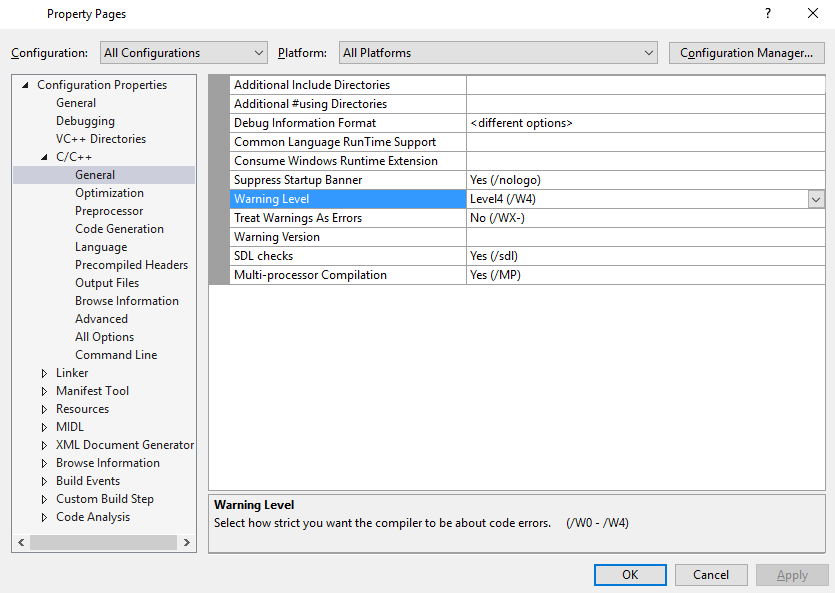 Property Pages
?
Configuration: All Configurations Platform: All Platforms Configuration Manager...
Configuration Properties
General
Debugging
VC++ Directories
C/C++
General
Optimization
Preprocessor
Code Generation
Language
Precompiled Headers
Output Files
Browse Information
Advanced
All Options
Command Line
Linker
Manifest Tool
Resources
MIDL
XML Document Generator
Browse Information
Build Events
Custom Build Step
Code Analysis
Additional Include Directories
Additional #using Directories
Debug Information Format <different options>
Common Language RunTime Support
Consume Windows Runtime Extension
Suppress Startup Banner Yes (/nologo)
Warning Level Level4 (/W4)
Treat Warnings As Errors No (/WX-)
Warning Version
SDL checks Yes (/sdl)
Multi-processor Compilation Yes (/MP)
Warning Level
Select how strict you want the compiler to be about code errors. (/W0 - /W4)
OK Cancel Apply